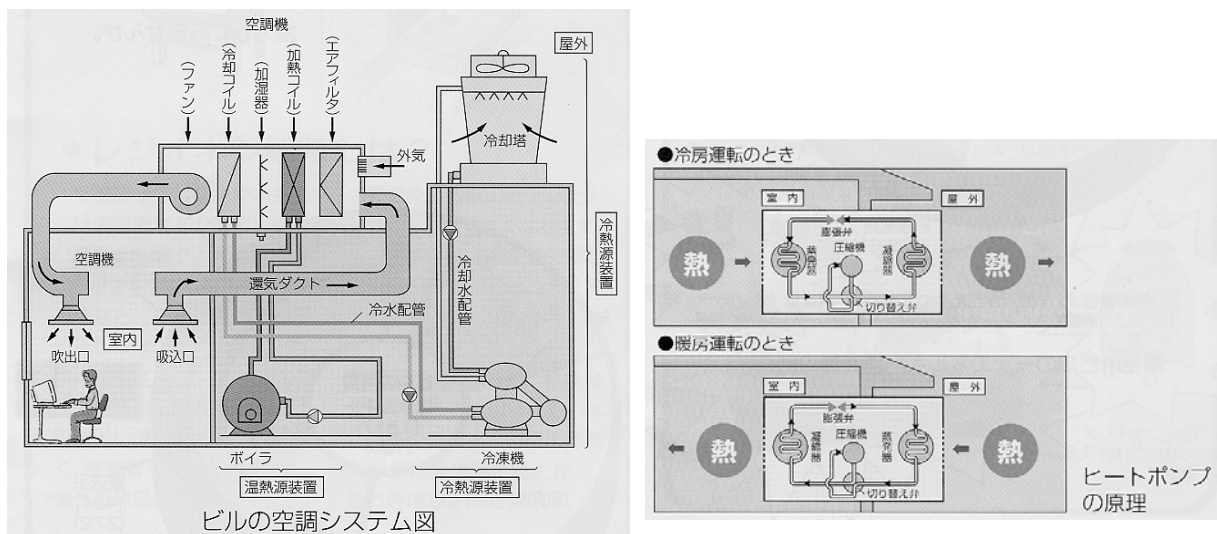 空調機
(ファン)
(冷却コイル)
(加湿器)
(加熱コイル)
(エアフィルタ)
屋外
冷却塔
外気
空調機
還気ダクト
冷水配管
冷却水配管
冷熱源装置
室内
吹出口
吸込口
ボイラ
冷凍機
温熱源装置
冷熱源装置
ビルの空調システム図
●冷房運転のとき
室内
屋外
膨張弁
蒸発器
圧縮機
凝縮器
熱
熱
切り替え弁
●暖房運転のとき
室内
屋外
膨張弁
凝縮器
圧縮機
蒸発器
熱
熱
切り替え弁
ヒートポンプ
の原理